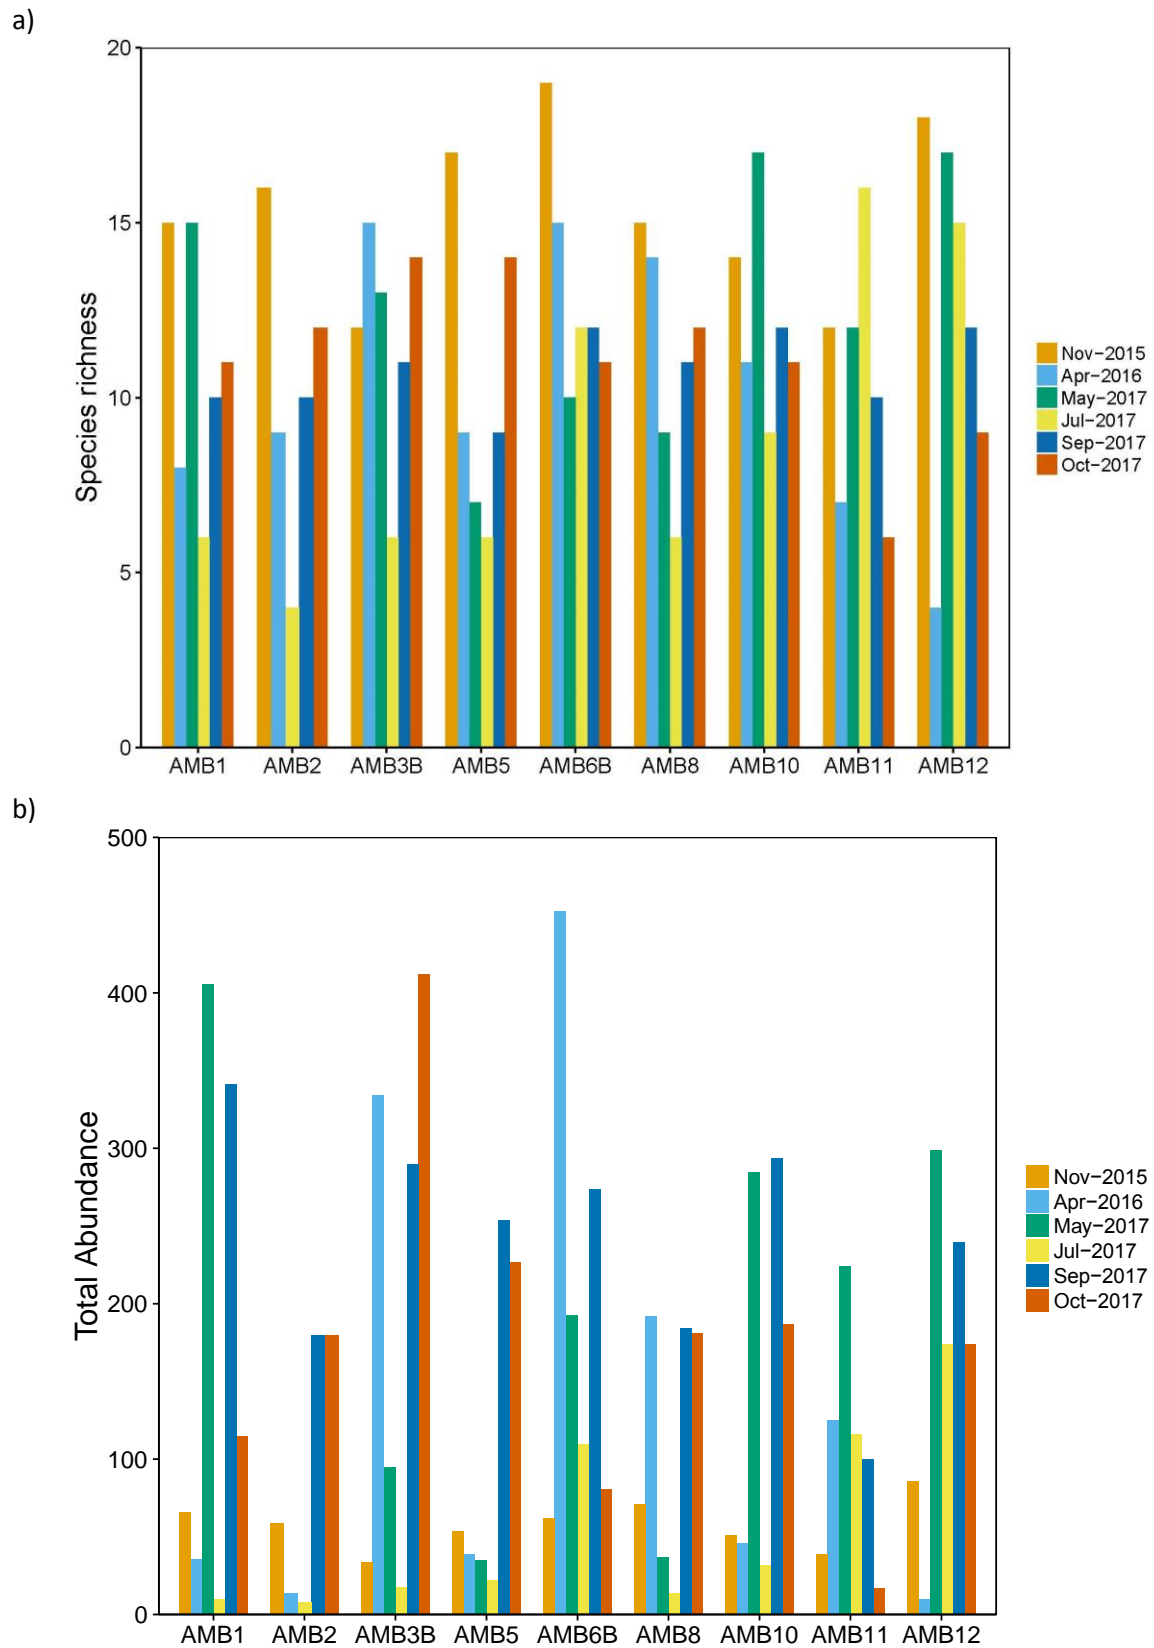 a)
20
15
10
5
0
Species richness
AMB1 AMB2 AMB3B AMB5 AMB6B AMB8 AMB10 AMB11 AMB12
Nov−2015
Apr−2016
May−2017
Jul−2017
Sep−2017
Oct−2017
b)
500
400
300
200
100
0
Total Abundance
AMB1 AMB2 AMB3B AMB5 AMB6B AMB8 AMB10 AMB11 AMB12
Nov−2015
Apr−2016
May−2017
Jul−2017
Sep−2017
Oct−2017